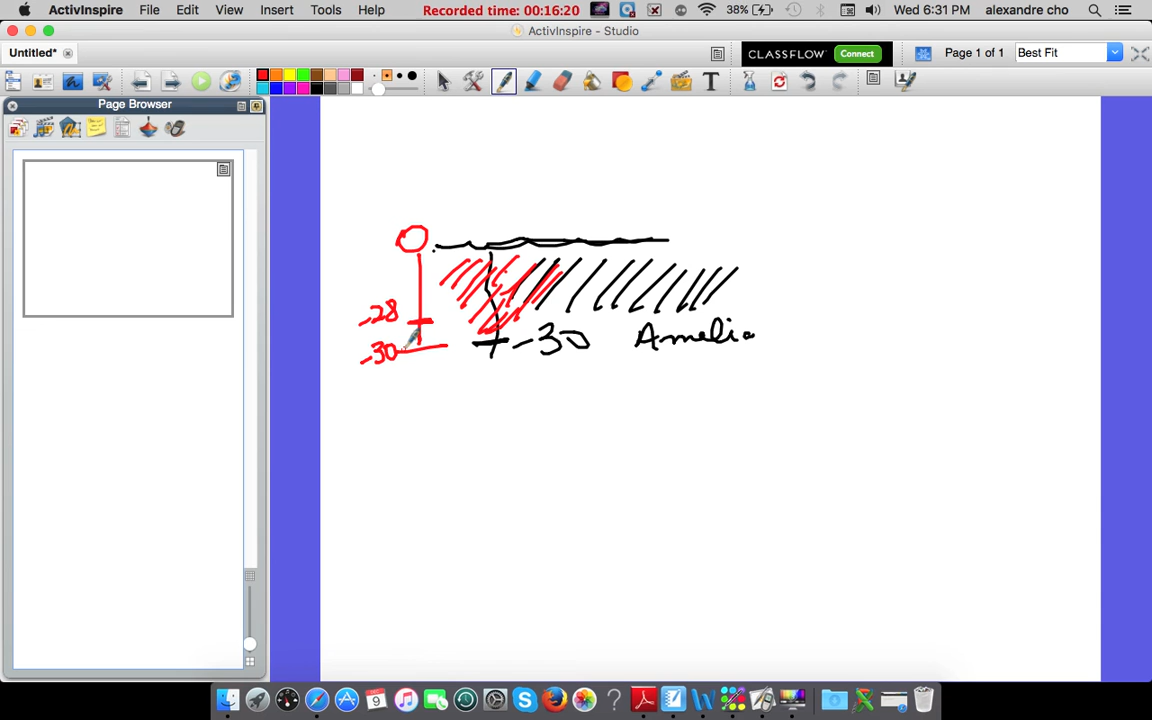 ActivInspire File Edit View Insert Tools Help Recorded time: 00:16:20 38% Wed 6:31 PM alexandre cho
ActivInspire - Studio
Untitled* CLASSFLOW Connect Page 1 of 1 Best Fit
Page Browser
-28
-30
-30 Amelia